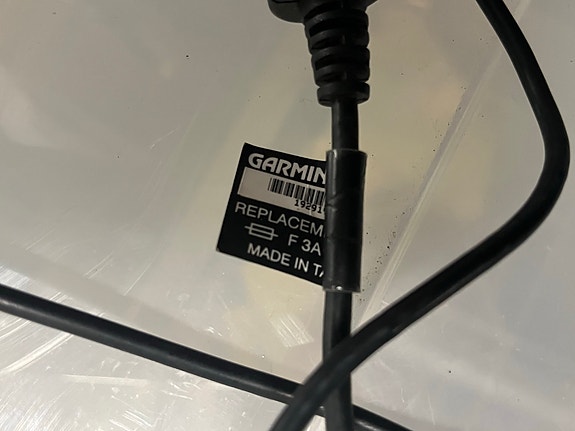 GARMIN
REPLACEM
F 3A
MADE IN TA